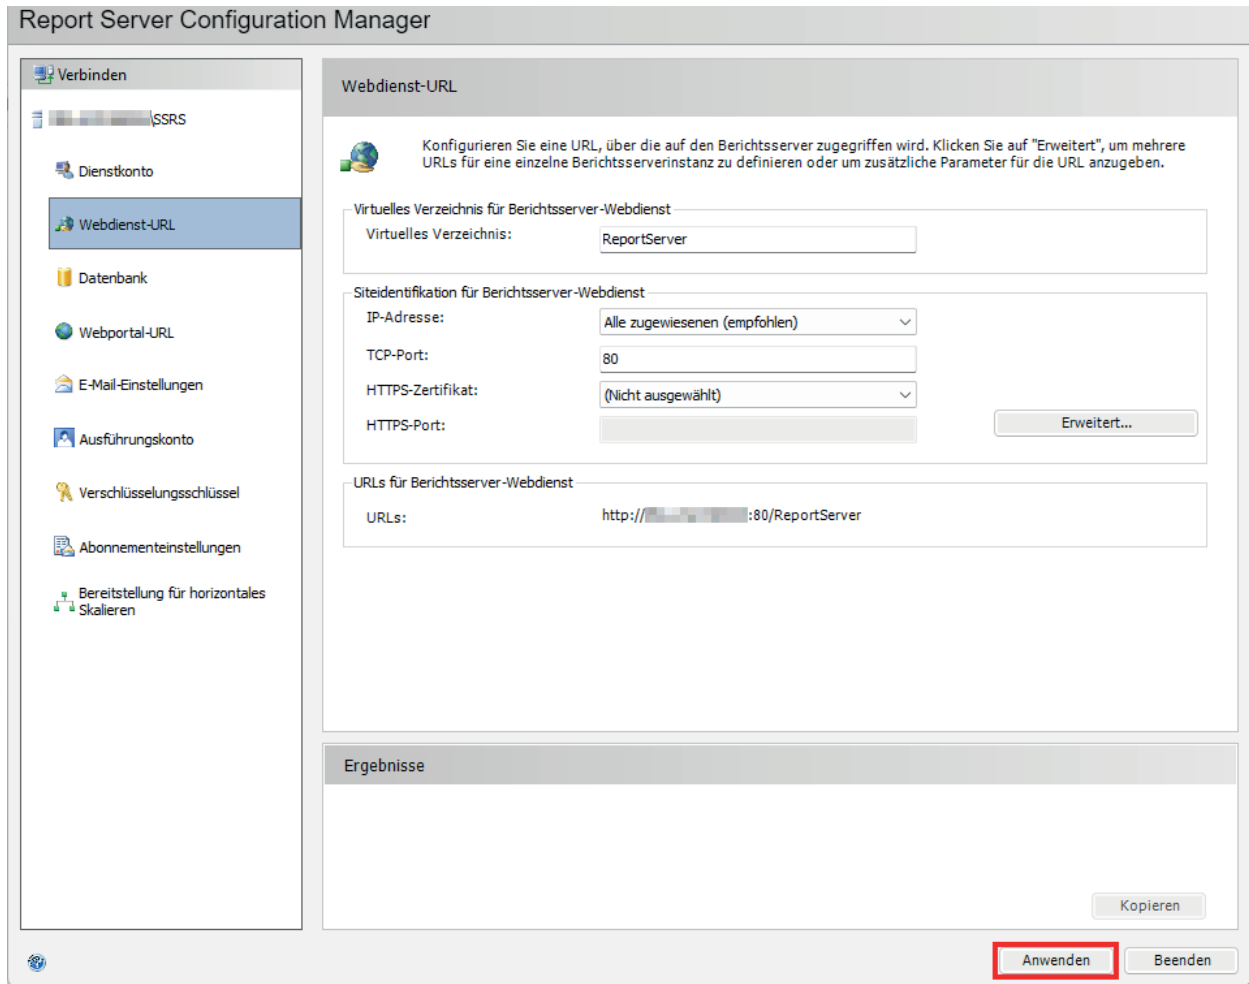 Report Server Configuration Manager
Verbinden
\SSRS
Dienstkonto
Webdienst-URL
Datenbank
Webportal-URL
E-Mail-Einstellungen
Ausführungskonto
Verschlüsselungsschlüssel
Abonnementeinstellungen
Bereitstellung für horizontales
Skalieren
Webdienst-URL
Konfigurieren Sie eine URL, über die auf den Berichtsserver zugegriffen wird. Klicken Sie auf "Erweitert", um mehrere
URLs für eine einzelne Berichtsserverinstanz zu definieren oder um zusätzliche Parameter für die URL anzugeben.
Virtuelles Verzeichnis für Berichtsserver-Webdienst
Virtuelles Verzeichnis: ReportServer
Siteidentifikation für Berichtsserver-Webdienst
IP-Adresse: Alle zugewiesenen (empfohlen)
TCP-Port: 80
HTTPS-Zertifikat: (Nicht ausgewählt)
HTTPS-Port:
Erweitert...
URLs für Berichtsserver-Webdienst
URLs: http:// :80/ReportServer
Ergebnisse
Kopieren
Anwenden Beenden